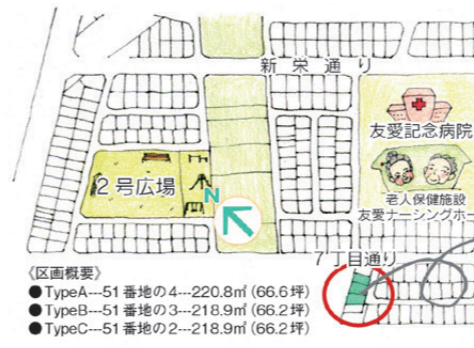 新栄通り
友愛記念病院
2号広場
N
老人保健施設
友愛ナーシングホー
7丁目通り
《区画概要》
●TypeA---51番地の4---220.8㎡(66.6坪)
●TypeB---51番地の3---218.9㎡(66.2坪)
●TypeC---51番地の2---218.9㎡(66.2坪)